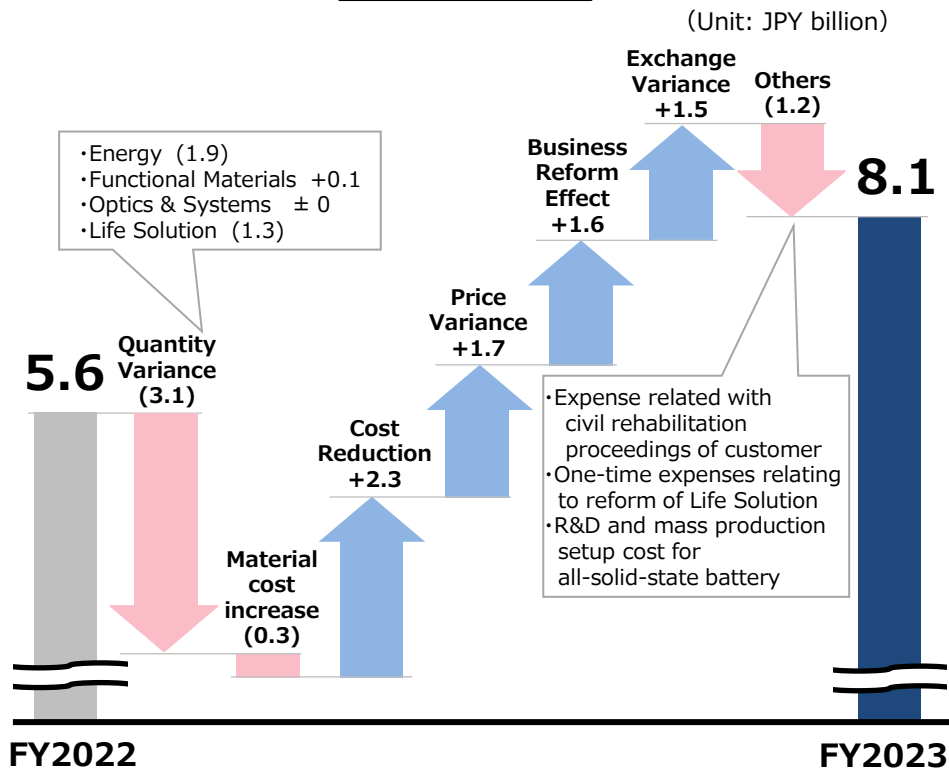 (Unit: JPY billion)
・Energy (1.9)
・Functional Materials +0.1
・Optics & Systems ± 0
・Life Solution (1.3)
5.6
Quantity
Variance
(3.1)
Material
cost
increase
(0.3)
Cost
Reduction
+2.3
Price
Variance
+1.7
Business
Reform
Effect
+1.6
Exchange
Variance
+1.5
Others
(1.2)
8.1
・Expense related with
civil rehabilitation
proceedings of customer
・One-time expenses relating
to reform of Life Solution
・R&D and mass production
setup cost for
all-solid-state battery
FY2022
FY2023